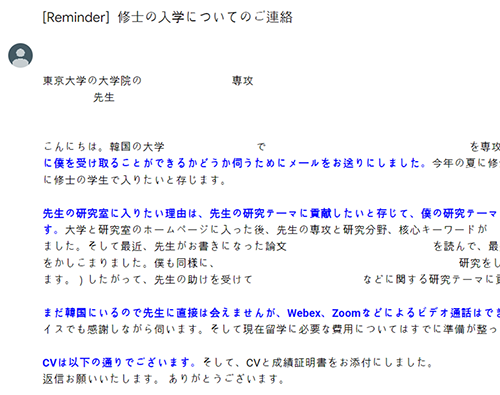 [Reminder] 修士の入学についてのご連絡
東京大学の大学院の 専攻
先生
こんにちは。韓国の大学 で を専攻
に僕を受け取ることができるかどうか伺うためにメールをお送りにしました。今年の夏に修
に修士の学生で入りたいと存じます。
先生の研究室に入りたい理由は、先生の研究テーマに貢献したいと存じて、僕の研究テーマ
す。大学と研究室のホームページに入った後、先生の専攻と研究分野、核心キーワードが
ました。そして最近、先生がお書きになった論文 を読んで、最
をかしこまりました。僕も同様に、 研究をし
ます。）したがって、先生の助けを受けて などに関する研究テーマに貢
まだ韓国にいるので先生に直接は会えませんが、Webex、Zoomなどによるビデオ通話はでき
イスでも感謝しながら伺います。そして現在留学に必要な費用についてはすでに準備が整っ
CVは以下の通りでございます。そして、CVと成績証明書をお添付にしました。
返信お願いいたします。 ありがとうございます。